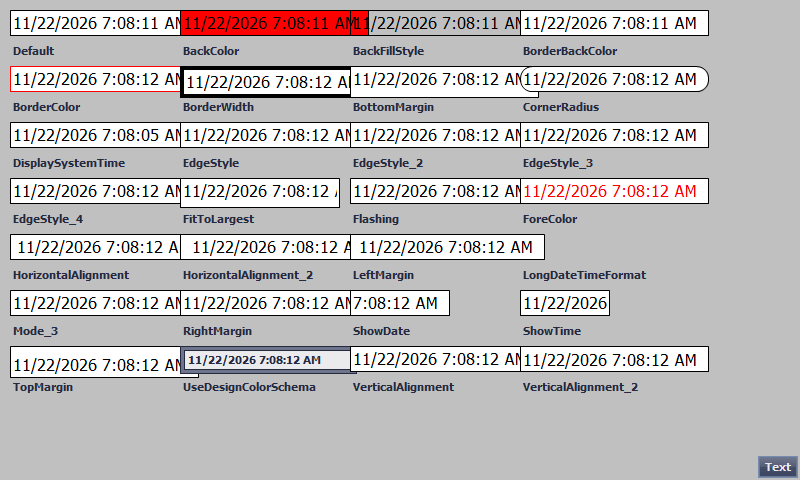 11/22/2026 7:08:11 AM 11/22/2026 7:08:11 AM 11/22/2026 7:08:11 AM 11/22/2026 7:08:11 AM
Default BackColor BackFillStyle BorderBackColor
11/22/2026 7:08:12 AM 11/22/2026 7:08:12 AM 11/22/2026 7:08:12 AM 11/22/2026 7:08:12 AM
BorderColor BorderWidth BottomMargin CornerRadius
11/22/2026 7:08:05 AM 11/22/2026 7:08:12 AM 11/22/2026 7:08:12 AM 11/22/2026 7:08:12 AM
DisplaySystemTime EdgeStyle EdgeStyle_2 EdgeStyle_3
11/22/2026 7:08:12 AM 11/22/2026 7:08:12 11/22/2026 7:08:12 AM 11/22/2026 7:08:12 AM
EdgeStyle_4 FitToLargest Flashing ForeColor
11/22/2026 7:08:12 AM 11/22/2026 7:08:12 AM 11/22/2026 7:08:12 AM
HorizontalAlignment HorizontalAlignment_2 LeftMargin LongDateTimeFormat
11/22/2026 7:08:12 AM 11/22/2026 7:08:12 AM 7:08:12 AM 11/22/2026
Mode_3 RightMargin ShowDate ShowTime
11/22/2026 7:08:12 AM 11/22/2026 7:08:12 AM 11/22/2026 7:08:12 AM 11/22/2026 7:08:12 AM
TopMargin UseDesignColorSchema VerticalAlignment VerticalAlignment_2
Text